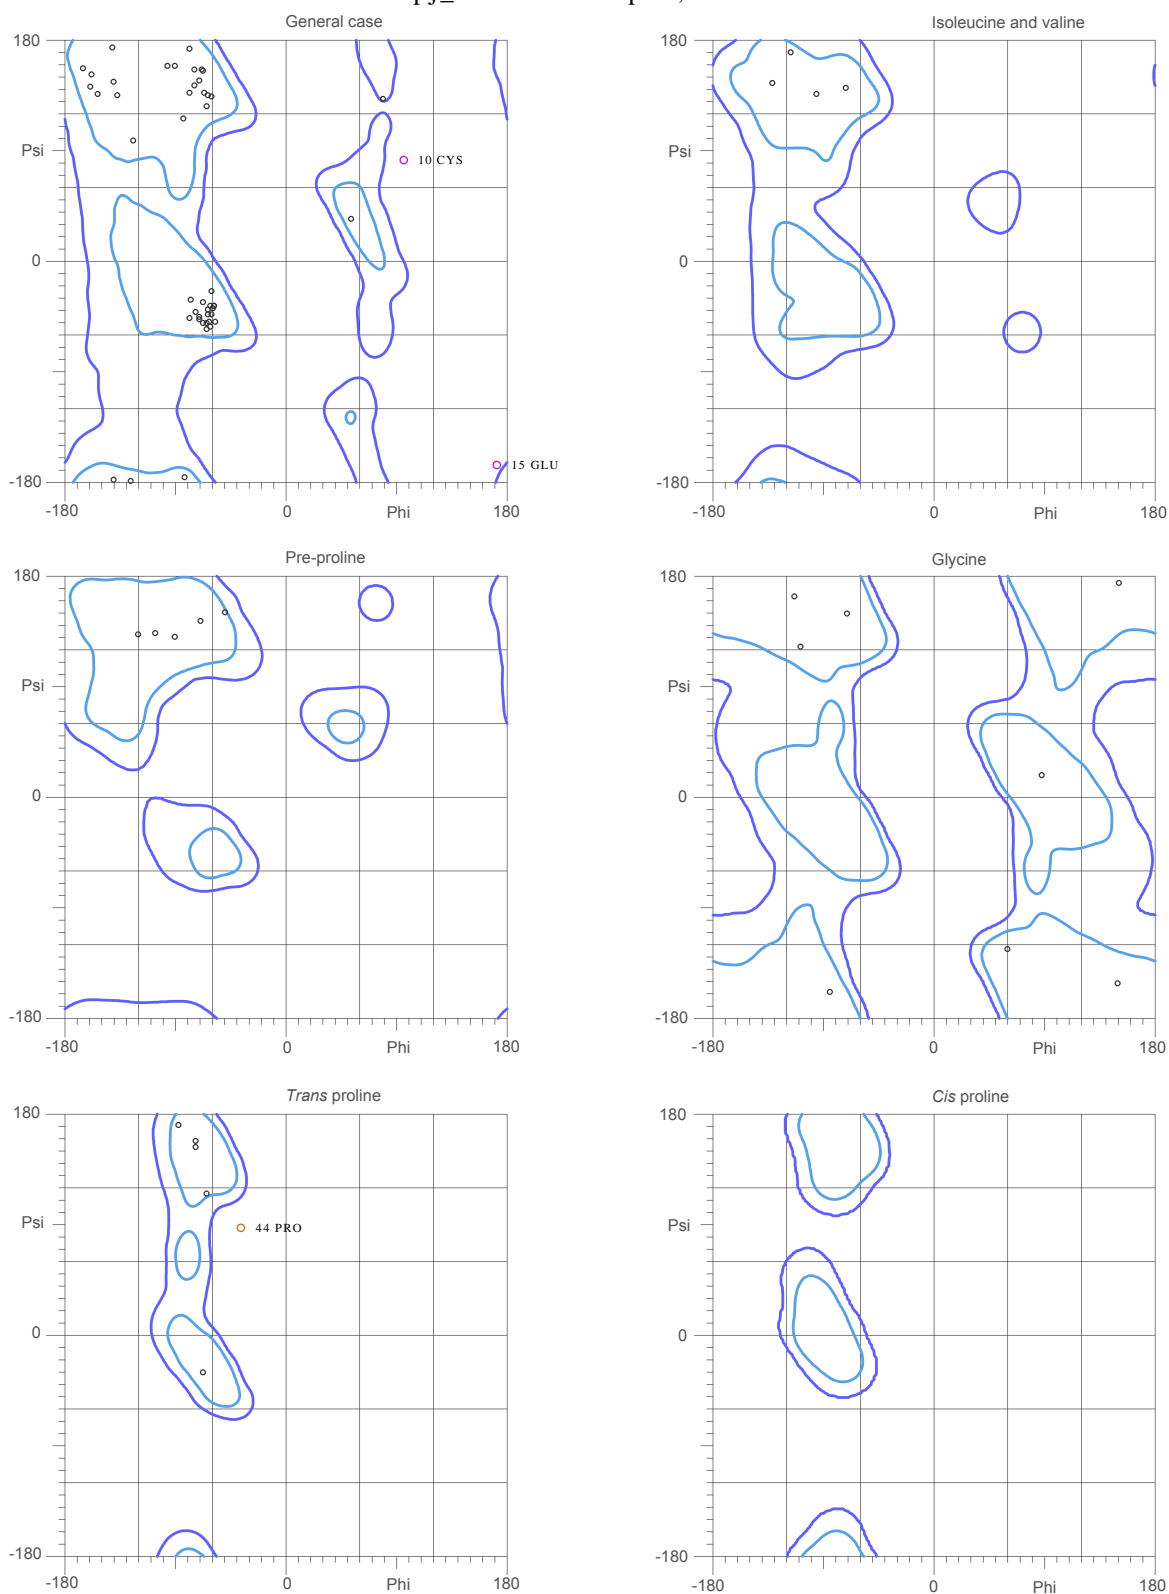 General case
Isoleucine and valine
180
180
Psi
10 CYS
Psi
0
0
15 GLU
-180
-180
-180
0
Phi
180
-180
0
Phi
180
Pre-proline
Glycine
180
180
Psi
Psi
0
0
-180
-180
-180
0
Phi
180
-180
0
Phi
180
Trans proline
Cis proline
180
180
Psi
44 PRO
Psi
0
0
-180
-180
-180
0
Phi
180
-180
0
Phi
180